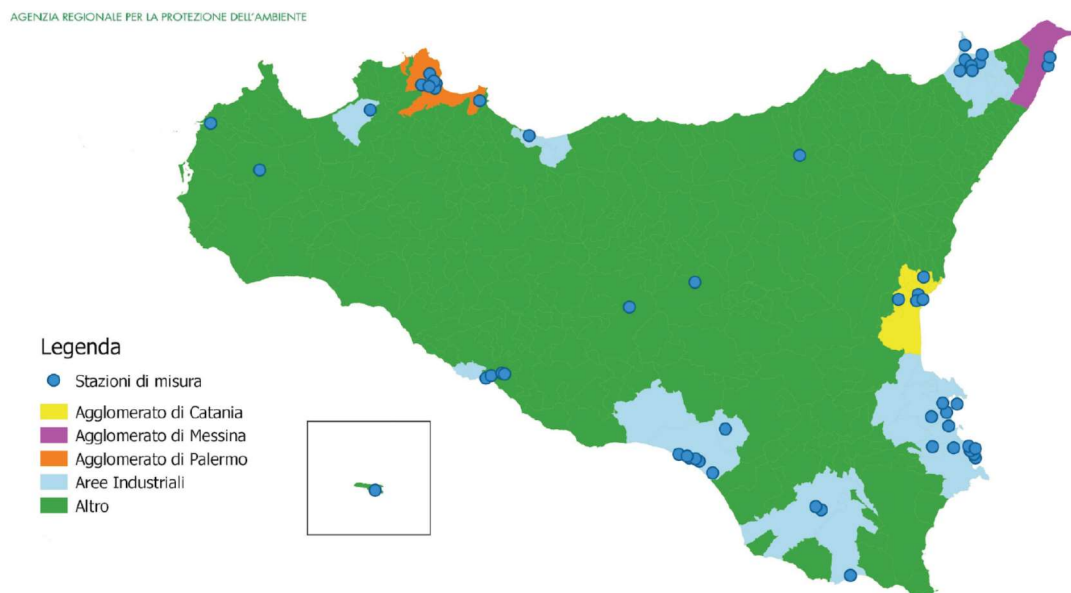 AGENZIA REGIONALE PER LA PROTEZIONE DELL'AMBIENTE
Legenda
Stazioni di misura
Agglomerato di Catania
Agglomerato di Messina
Agglomerato di Palermo
Aree Industriali
Altro